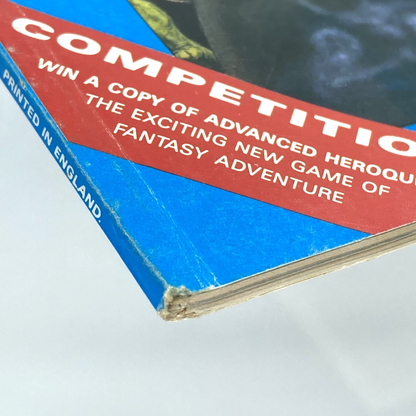 COMPETITIO
WIN A COPY OF ADVANCED HEROQU
THE EXCITING NEW GAME OF
FANTASY ADVENTURE
PRINTED IN ENGLAND.